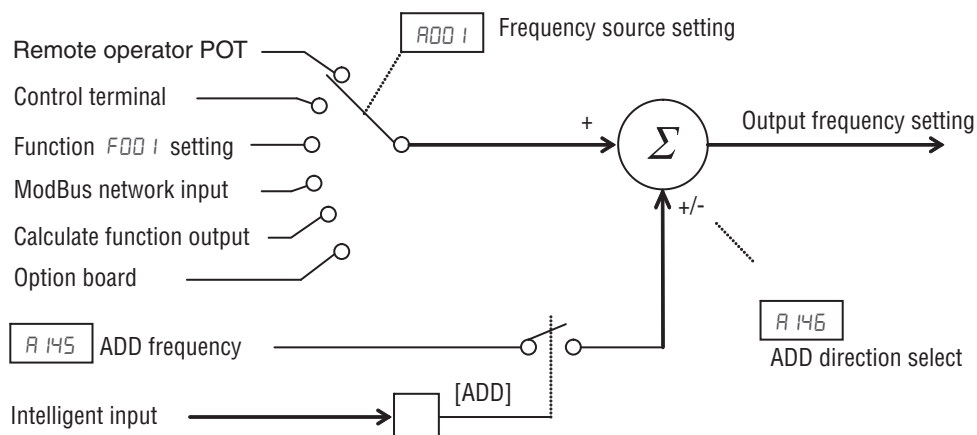 Remote operator POT
A001 Frequency source setting
Control terminal
Function F001 setting
+
Σ
Output frequency setting
ModBus network input
+/-
Calculate function output
Option board
A145 ADD frequency
A146
ADD direction select
[ADD]
Intelligent input